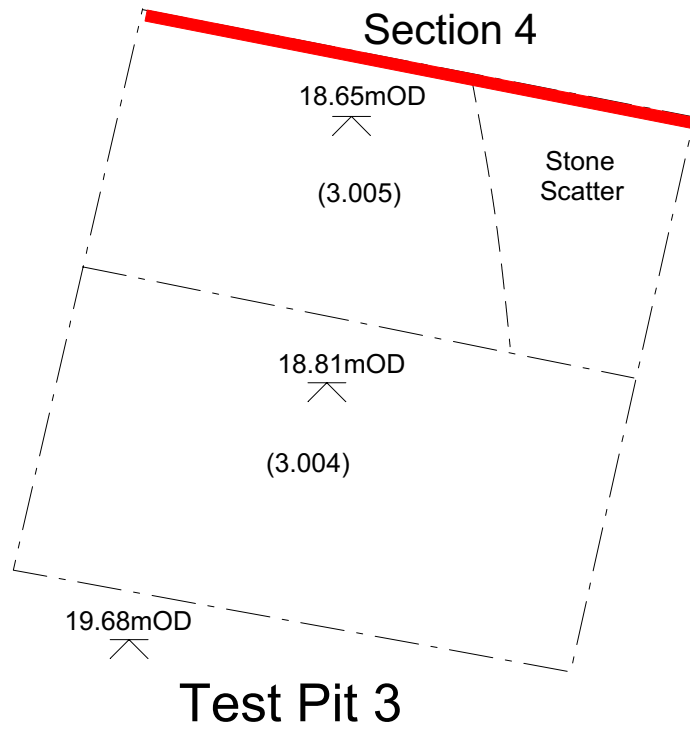 Section 4
18.65mOD
Stone
Scatter
(3.005)
18.81mOD
(3.004)
19.68mOD
Test Pit 3